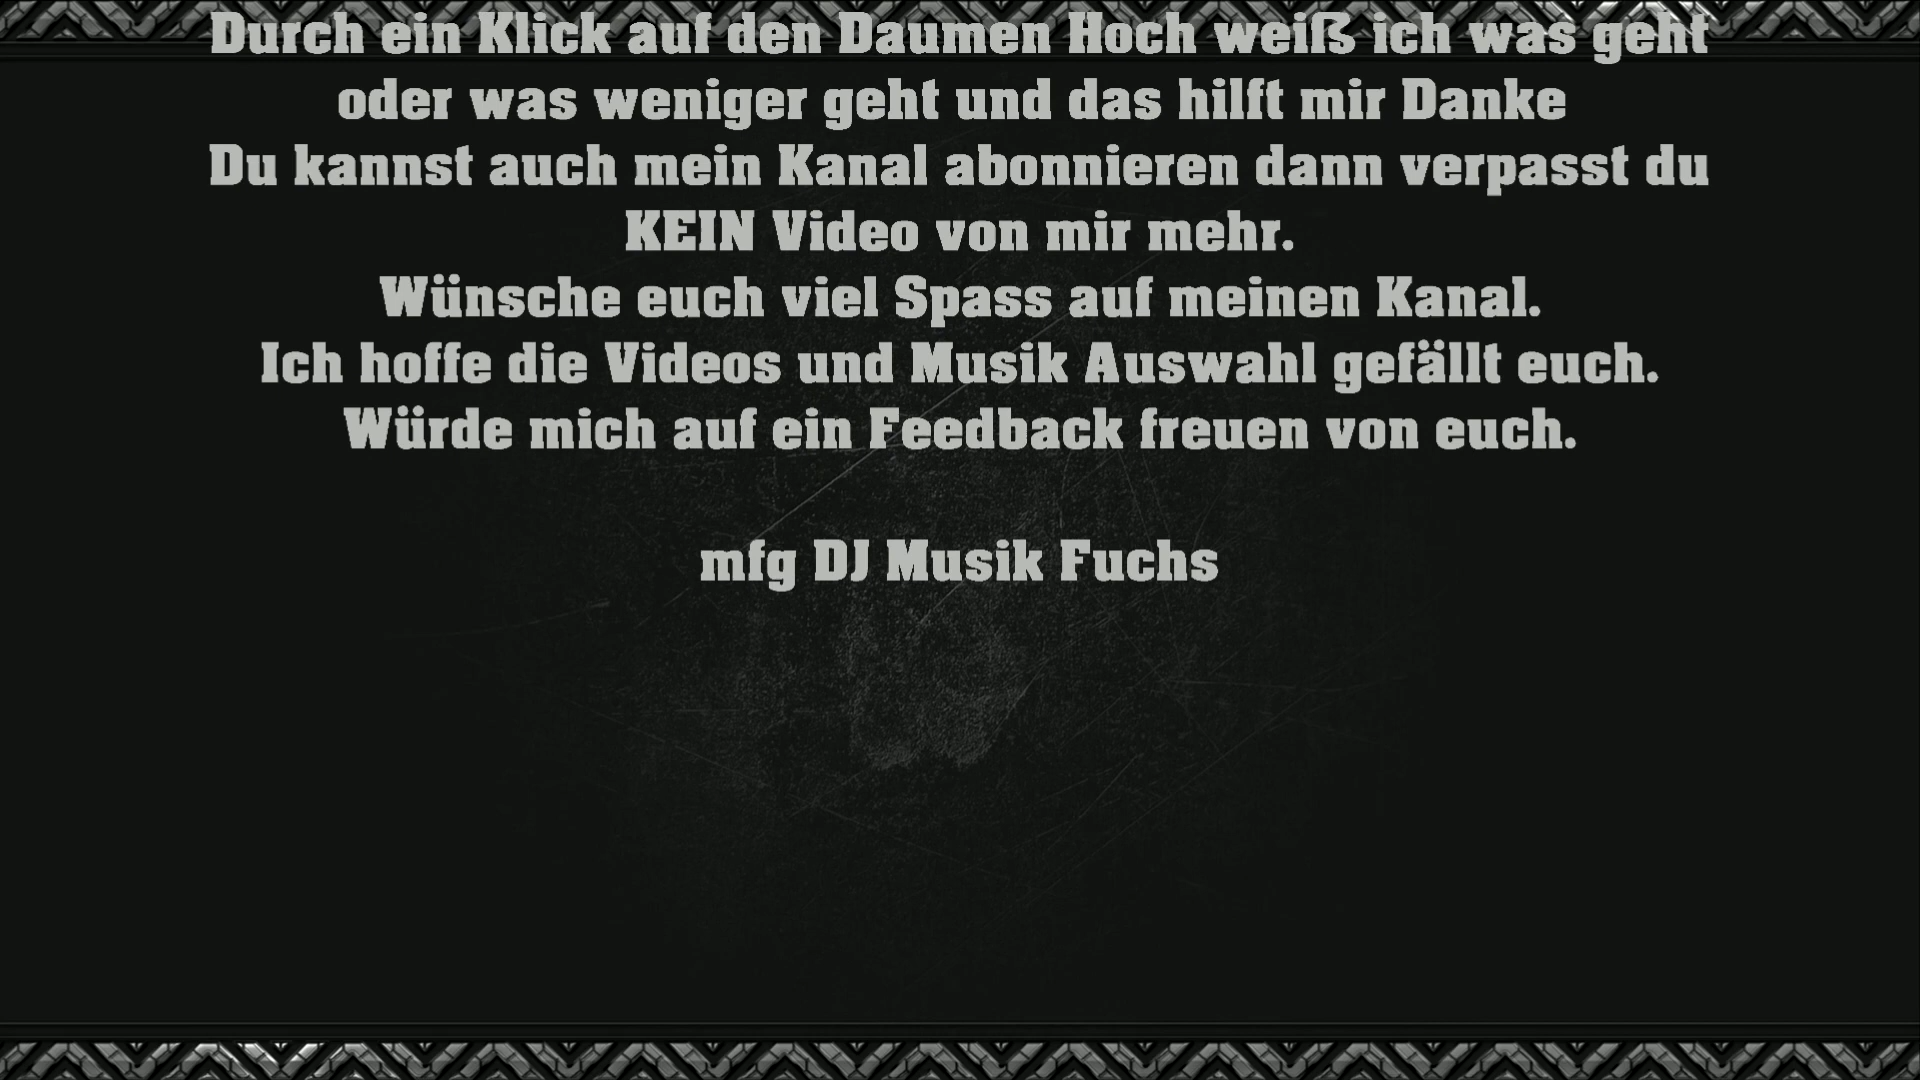 Durch ein Klick auf den Daumen Hoch weiß ich was geht
oder was weniger geht und das hilft mir Danke
Du kannst auch mein Kanal abonnieren dann verpasst du
KEIN Video von mir mehr.
Wünsche euch viel Spass auf meinen Kanal.
Ich hoffe die Videos und Musik Auswahl gefällt euch.
Würde mich auf ein Feedback freuen von euch.
mfg DJ Musik Fuchs